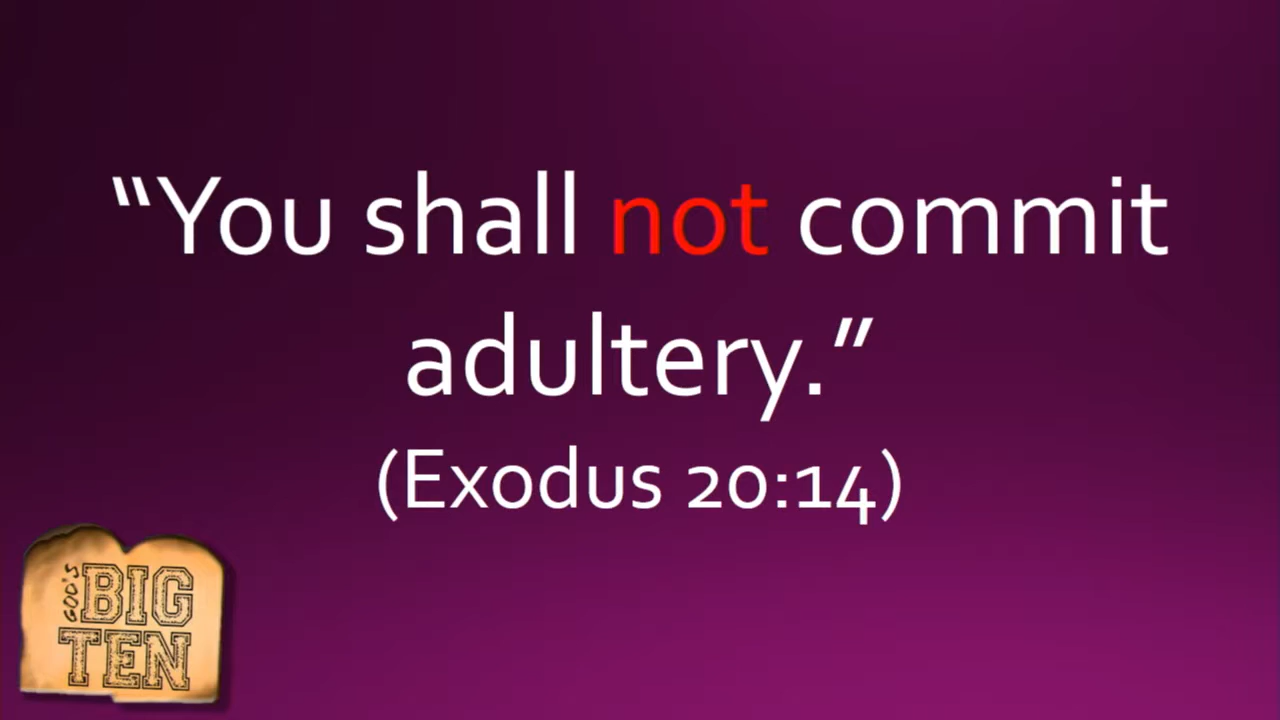 “You shall not commit
adultery.”
(Exodus 20:14)
GOD'S
BIG
TEN